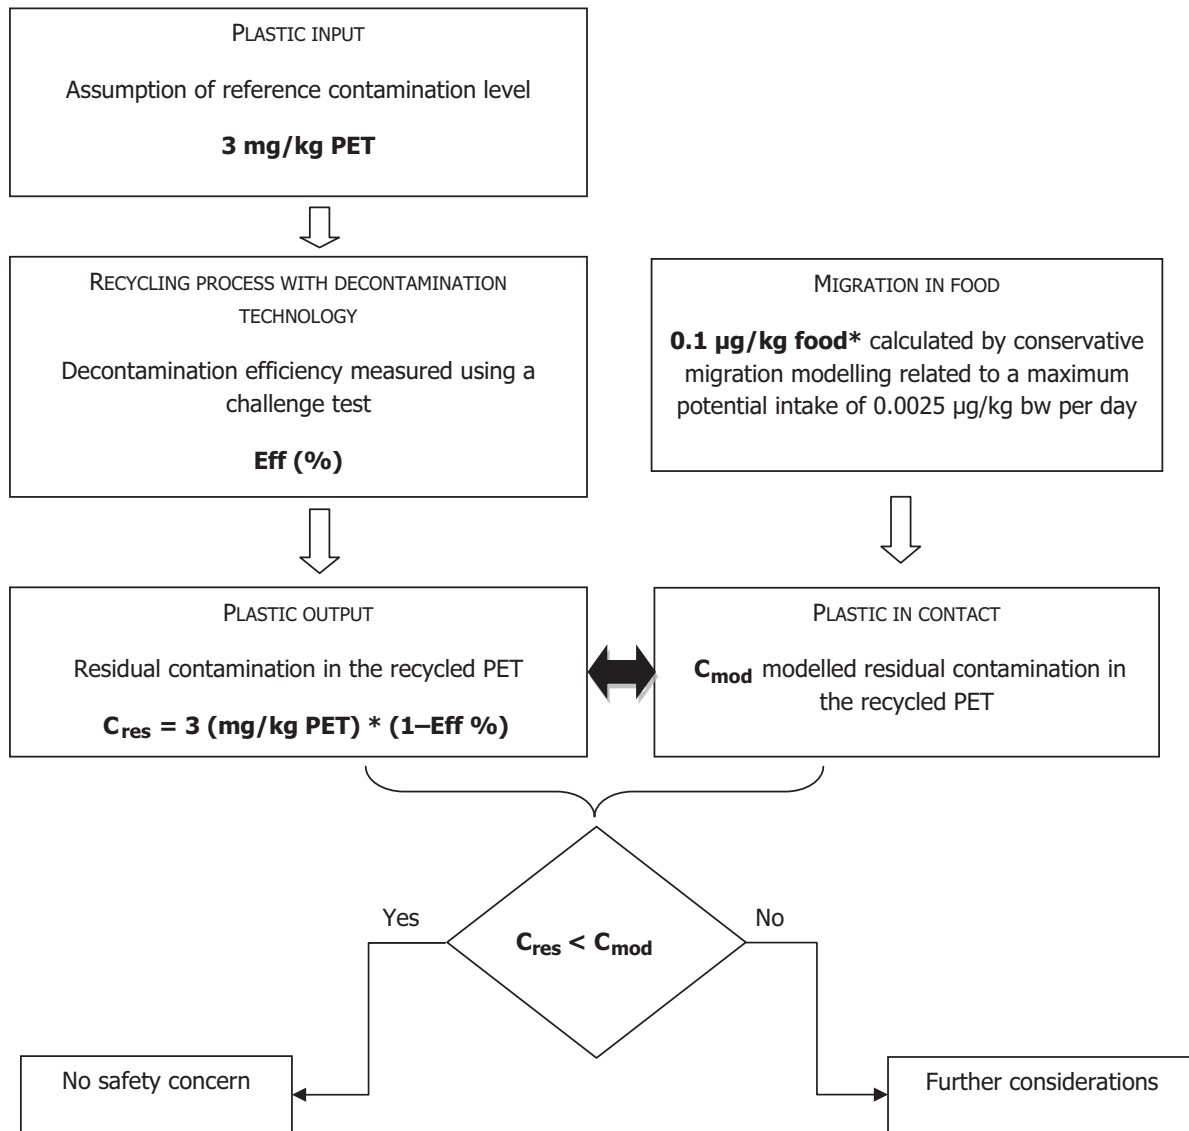 PLASTIC INPUT
Assumption of reference contamination level
3 mg/kg PET
RECYCLING PROCESS WITH DECONTAMINATION
TECHNOLOGY
Decontamination efficiency measured using a
challenge test
Eff (%)
MIGRATION IN FOOD
0.1 µg/kg food* calculated by conservative
migration modelling related to a maximum
potential intake of 0.0025 µg/kg bw per day
PLASTIC OUTPUT
Residual contamination in the recycled PET
Cres = 3 (mg/kg PET) * (1–Eff %)
PLASTIC IN CONTACT
Cmod modelled residual contamination in
the recycled PET
Yes
No
Cres < Cmod
No safety concern
Further considerations